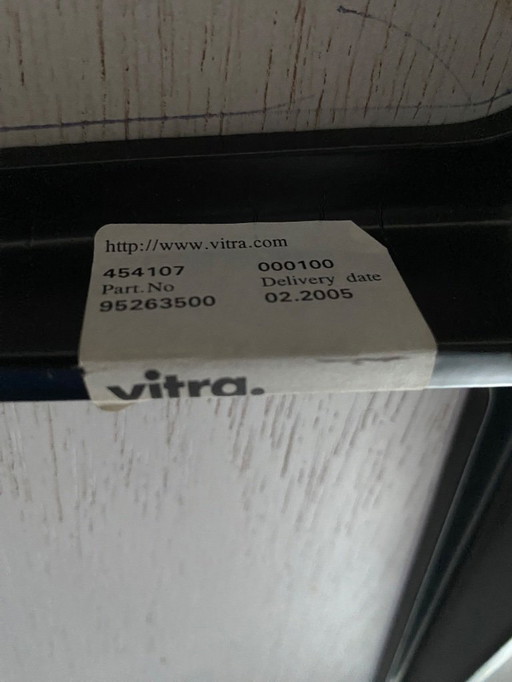 http://www.vitra.com
454107 000100
Part.No Delivery date
95263500 02.2005
vitra.